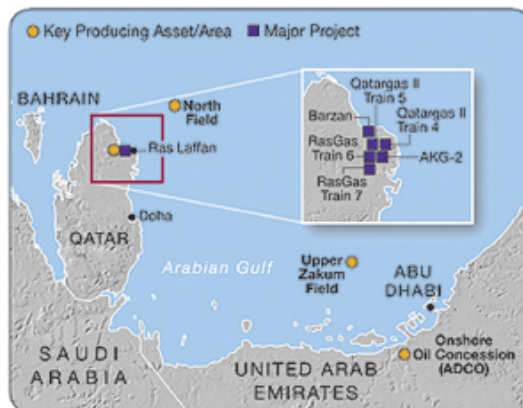 Key Producing Asset/Area
Major Project
BAHRAIN
North
Field
Ras Laffan
Doha
QATAR
Qatargas II
Train 5
Barzan
Qatargas II
Train 4
RasGas
Train 6
AKG-2
RasGas
Train 7
Arabian Gulf
Upper
Zakum
Field
ABU
DHABI
Onshore
Oil Concession
(ADCO)
SAUDI
ARABIA
UNITED ARAB
EMIRATES